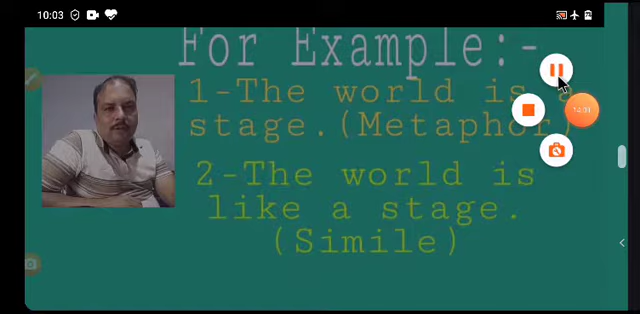 10:03
For Example:-
1-The world is a
stage.(Metaphor)
2-The world is
like a stage.
(Simile)